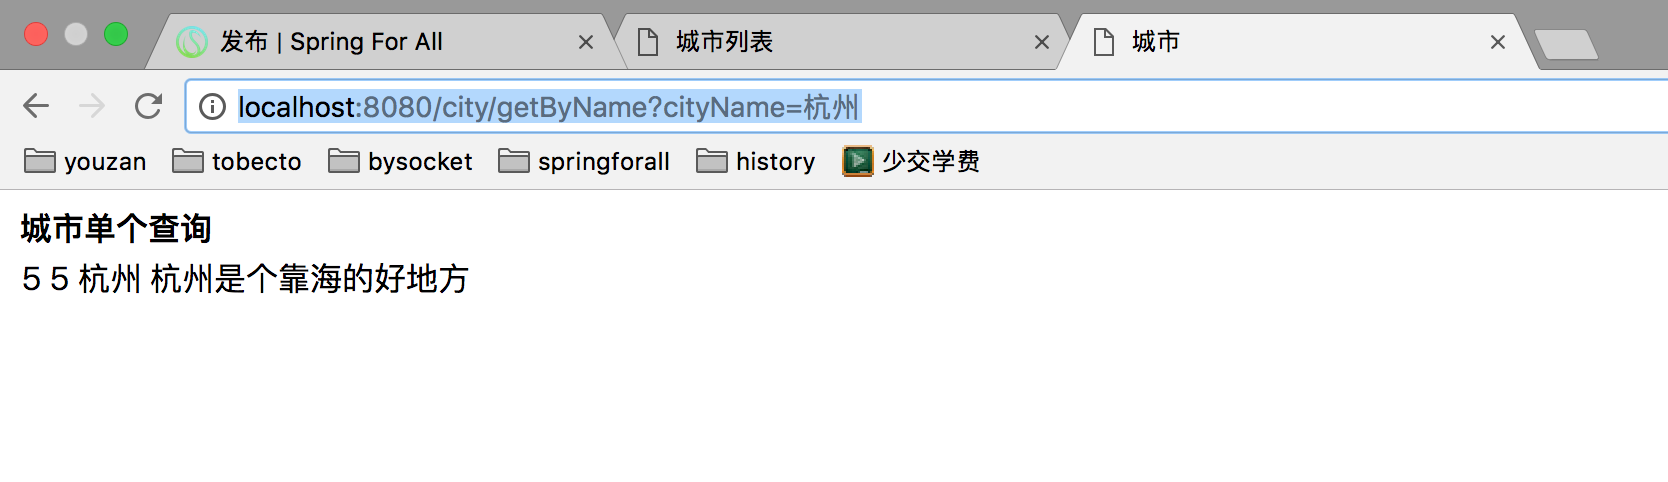 发布 | Spring For All
城市列表
城市
localhost:8080/city/getByName?cityName=杭州
youzan tobecto bysocket springforall history 少交学费
城市单个查询
5 5 杭州 杭州是个靠海的好地方